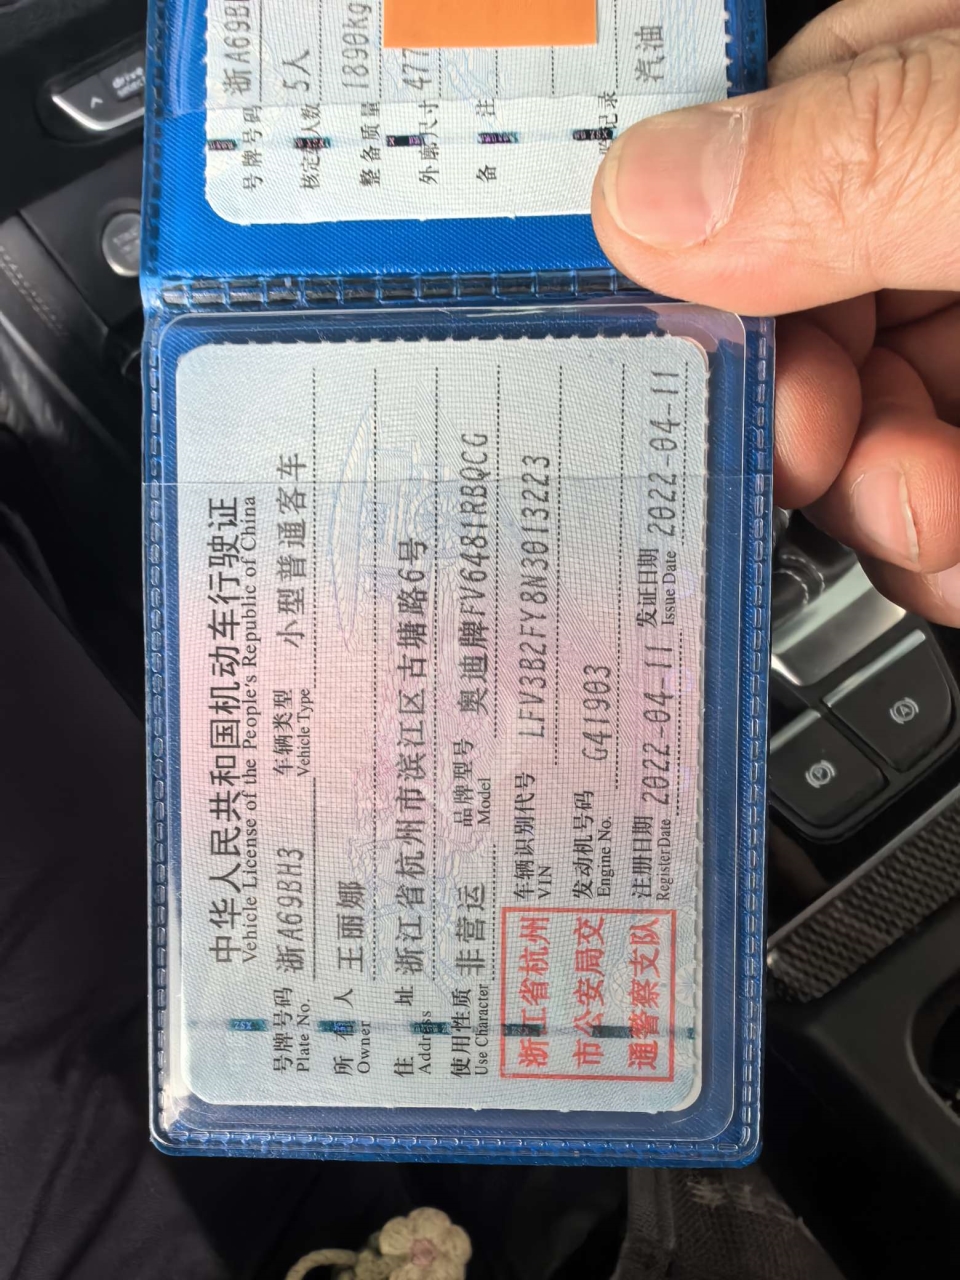 中华人民共和国机动车行驶证
Vehicle License of the People's Republic of China
号牌号码 浙A69BH3 车辆类型 小型普通客车
Plate No. Vehicle Type
所有人 王丽娜
Owner
住址 浙江省杭州市滨江区古塘路6号
Address
使用性质 非营运 品牌型号 奥迪牌FV6481RBQCG
Use Character Model
浙江省杭州
市公安局交
通警察支队
车辆识别代号 LFV3B2FY8N3013223
VIN
发动机号码 G41903
Engine No.
注册日期 2022-04-11 发证日期 2022-04-11
Register Date Issue Date
号牌号码 浙A69B
核定载人数 5人
整备质量 1890kg
外廓尺寸 477
备注
记录 汽油
drive select